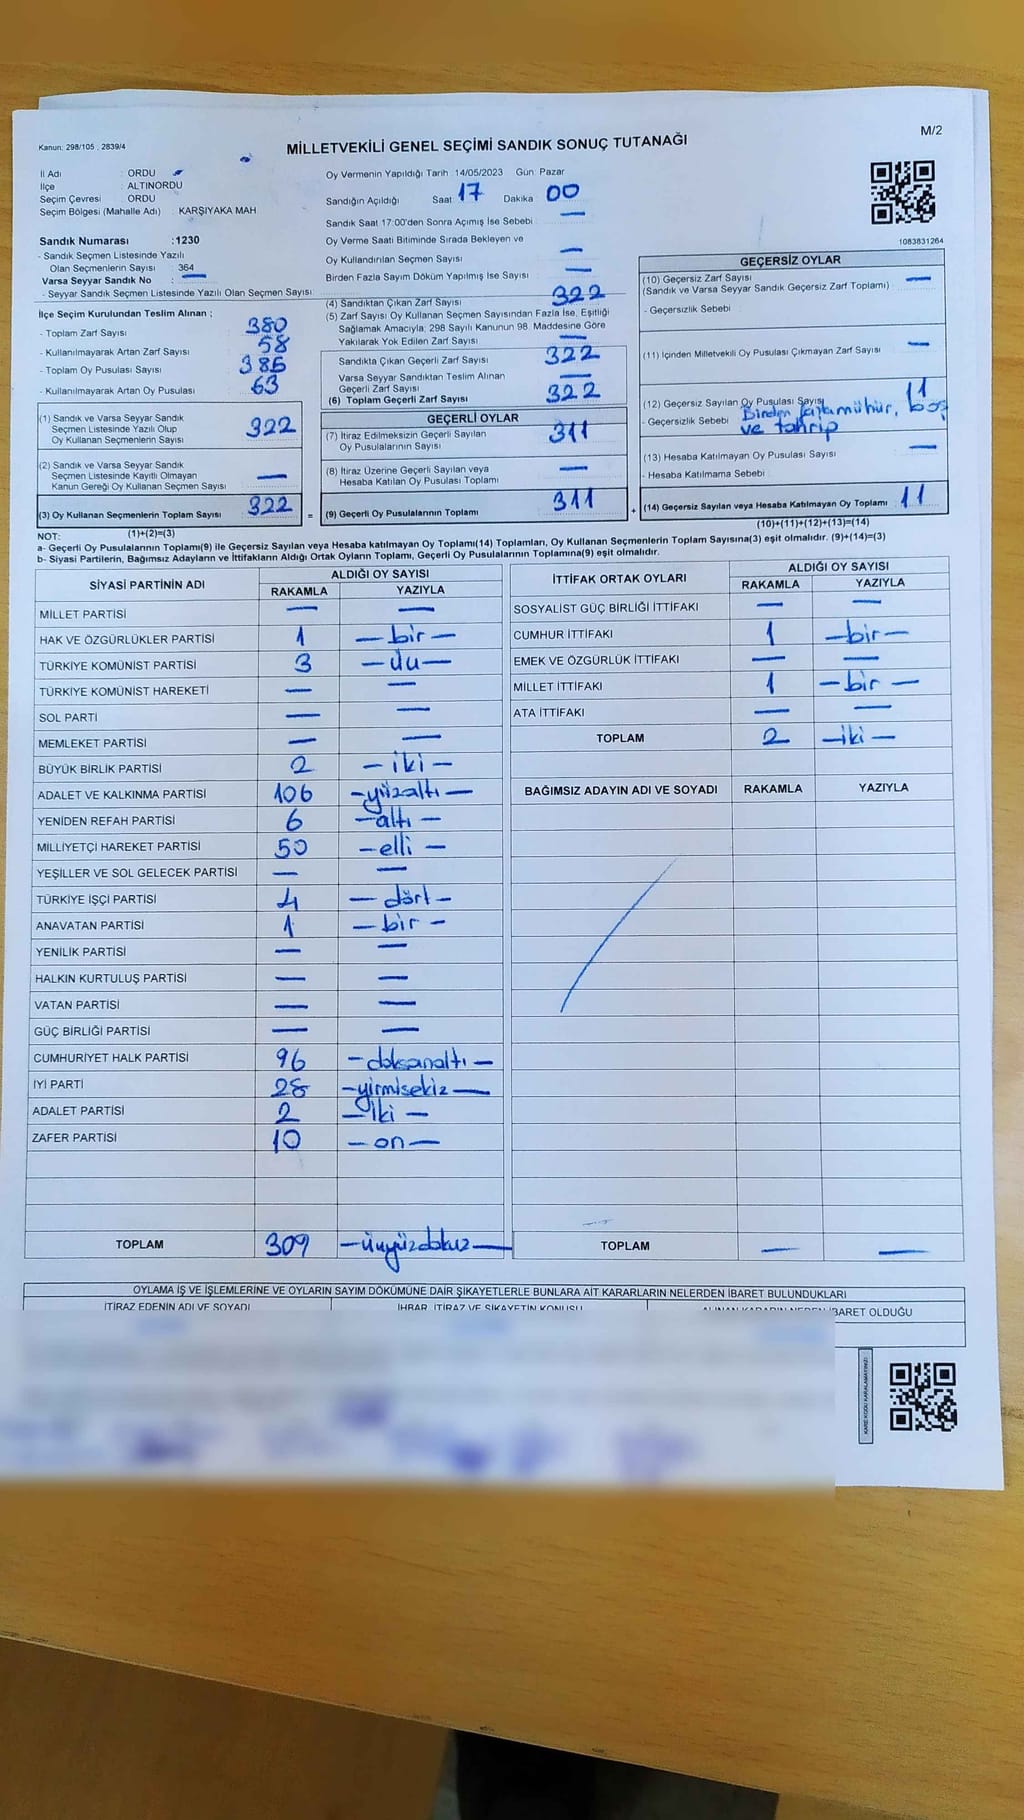 Kanun: 298/105 ; 2839/4
M/2
MİLLETVEKİLİ GENEL SEÇİMİ SANDIK SONUÇ TUTANAĞI
İl Adı : ORDU
İlçe : ALTINORDU
Seçim Çevresi : ORDU
Seçim Bölgesi (Mahalle Adı) : KARŞIYAKA MAH
Sandık Numarası : 1230
- Sandık Seçmen Listesinde Yazılı
Olan Seçmenlerin Sayısı : 364
Varsa Seyyar Sandık No : —
- Seyyar Sandık Seçmen Listesinde Yazılı Olan Seçmen Sayısı:
İlçe Seçim Kurulundan Teslim Alınan ;
- Toplam Zarf Sayısı 380
- Kullanılmayarak Artan Zarf Sayısı 58
- Toplam Oy Pusulası Sayısı 385
- Kullanılmayarak Artan Oy Pusulası 63
(1) Sandık ve Varsa Seyyar Sandık
Seçmen Listesinde Yazılı Olup
Oy Kullanan Seçmenlerin Sayısı 322
(2) Sandık ve Varsa Seyyar Sandık
Seçmen Listesinde Kayıtlı Olmayan
Kanun Gereği Oy Kullanan Seçmen Sayısı —
(3) Oy Kullanan Seçmenlerin Toplam Sayısı 322
(1)+(2)=(3)
Oy Vermenin Yapıldığı Tarih : 14/05/2023 Gün: Pazar
Sandığın Açıldığı Saat : 17 Dakika : 00
Sandık Saat 17:00'den Sonra Açımış İse Sebebi : —
Oy Verme Saati Bitiminde Sırada Bekleyen ve
Oy Kullandırılan Seçmen Sayısı —
Birden Fazla Sayım Döküm Yapılmış İse Sayısı : —
(4) Sandıktan Çıkan Zarf Sayısı 322
(5) Zarf Sayısı Oy Kullanan Seçmen Sayısından Fazla İse, Eşitliği
Sağlamak Amacıyla; 298 Sayılı Kanunun 98. Maddesine Göre
Yakılarak Yok Edilen Zarf Sayısı —
Sandıkta Çıkan Geçerli Zarf Sayısı 322
Varsa Seyyar Sandıktan Teslim Alınan
Geçerli Zarf Sayısı —
(6) Toplam Geçerli Zarf Sayısı 322
GEÇERLİ OYLAR
(7) İtiraz Edilmeksizin Geçerli Sayılan
Oy Pusulalarının Sayısı 311
(8) İtiraz Üzerine Geçerli Sayılan veya
Hesaba Katılan Oy Pusulası Toplamı —
= (9) Geçerli Oy Pusulalarının Toplamı 311 +
1083831264
GEÇERSİZ OYLAR
(10) Geçersiz Zarf Sayısı —
(Sandık ve Varsa Seyyar Sandık Geçersiz Zarf Toplamı)
- Geçersizlik Sebebi :
(11) İçinden Milletvekili Oy Pusulası Çıkmayan Zarf Sayısı —
(12) Geçersiz Sayılan Oy Pusulası Sayısı 11
- Geçersizlik Sebebi Birden fazla mühür, boş
ve tahrip
(13) Hesaba Katılmayan Oy Pusulası Sayısı —
- Hesaba Katılmama Sebebi :
(14) Geçersiz Sayılan veya Hesaba Katılmayan Oy Toplamı 11
(10)+(11)+(12)+(13)=(14)
NOT:
a- Geçerli Oy Pusulalarının Toplamı(9) ile Geçersiz Sayılan veya Hesaba katılmayan Oy Toplamı(14) Toplamları, Oy Kullanan Seçmenlerin Toplam Sayısına(3) eşit olmalıdır. (9)+(14)=(3)
b- Siyasi Partilerin, Bağımsız Adayların ve İttifakların Aldığı Ortak Oyların Toplamı, Geçerli Oy Pusulalarının Toplamına(9) eşit olmalıdır.
SİYASİ PARTİNİN ADI ALDIĞI OY SAYISI
RAKAMLA YAZIYLA
MİLLET PARTİSİ — —
HAK VE ÖZGÜRLÜKLER PARTİSİ 1 — bir —
TÜRKİYE KOMÜNİST PARTİSİ 3
TÜRKİYE KOMÜNİST HAREKETİ — —
SOL PARTİ — —
MEMLEKET PARTİSİ — —
BÜYÜK BİRLİK PARTİSİ 2 — iki —
ADALET VE KALKINMA PARTİSİ 106 — yüzaltı —
YENİDEN REFAH PARTİSİ 6 — altı —
MİLLİYETÇİ HAREKET PARTİSİ 50 — elli —
YEŞİLLER VE SOL GELECEK PARTİSİ — —
TÜRKİYE İŞÇİ PARTİSİ 4 — dört —
ANAVATAN PARTİSİ 1 — bir —
YENİLİK PARTİSİ — —
HALKIN KURTULUŞ PARTİSİ — —
VATAN PARTİSİ — —
GÜÇ BİRLİĞİ PARTİSİ — —
CUMHURİYET HALK PARTİSİ 96 — doksanaltı —
İYİ PARTİ 28 — yirmisekiz —
ADALET PARTİSİ 2 — iki —
ZAFER PARTİSİ 10 — on —
TOPLAM 309 — üçyüzdokuz —
İTTİFAK ORTAK OYLARI ALDIĞI OY SAYISI
RAKAMLA YAZIYLA
SOSYALİST GÜÇ BİRLİĞİ İTTİFAKI — —
CUMHUR İTTİFAKI 1 — bir —
EMEK VE ÖZGÜRLÜK İTTİFAKI — —
MİLLET İTTİFAKI 1 — bir —
ATA İTTİFAKI — —
TOPLAM 2 — iki —
BAĞIMSIZ ADAYIN ADI VE SOYADI RAKAMLA YAZIYLA
TOPLAM — —
OYLAMA İŞ VE İŞLEMLERİNE VE OYLARIN SAYIM DÖKÜMÜNE DAİR ŞİKAYETLERLE BUNLARA AİT KARARLARIN NELERDEN İBARET BULUNDUKLARI
İTİRAZ EDENİN ADI VE SOYADI İHBAR, İTİRAZ VE ŞİKAYETİN KONUSU ALINAN KARARIN NEDEN İBARET OLDUĞU
KARE KODU KARALAMAYINIZ!